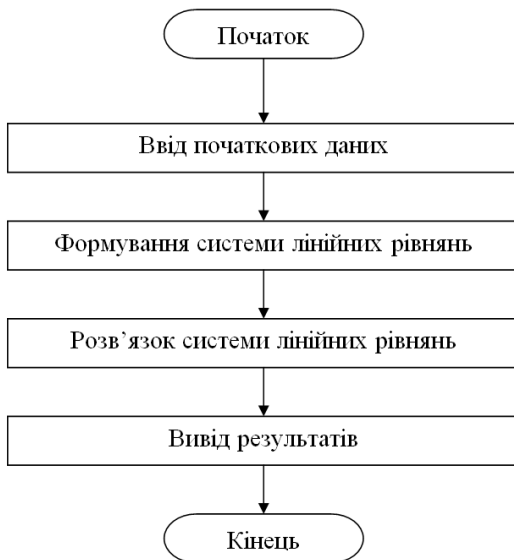 Початок
Ввід початкових даних
Формування системи лінійних рівнянь
Розв’язок системи лінійних рівнянь
Вивід результатів
Кінець